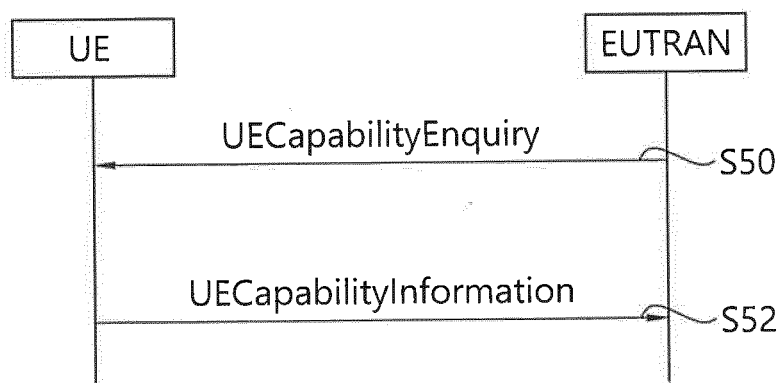 UE
EUTRAN
UECapabilityEnquiry
S50
UECapabilityInformation
S52